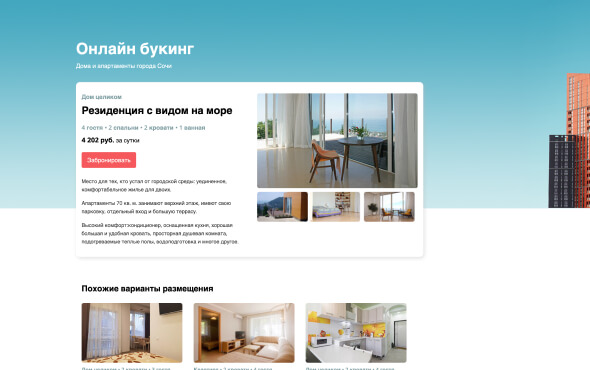 Онлайн букинг
Дома и апартаменты города Сочи
Дом целиком
Резиденция с видом на море
4 гостя • 2 спальни • 2 кровати • 1 ванная
4 202 руб. за сутки
Забронировать
Место для тех, кто устал от городской среды: уединенное,
комфортабельное жилье для двоих.
Апартаменты 70 кв. м. занимают верхний этаж, имеют свою
парковку, отдельный вход и большую террасу.
Высокий комфорт:кондиционер, оснащенная кухня, хорошая
большая и удобная кровать, просторная душевая комната,
подогреваемые теплые полы, водоподготовка и многое другое.
Похожие варианты размещения